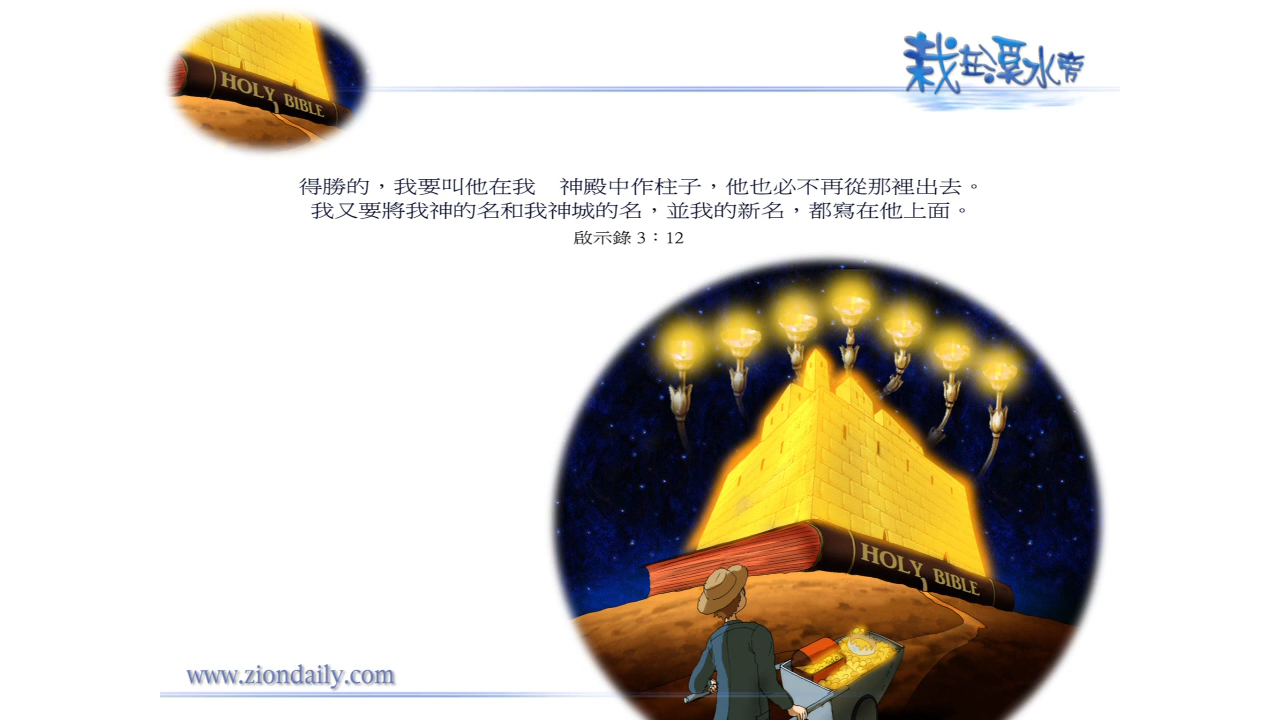 HOLY BIBLE
栽在溪水旁
得勝的，我要叫他在我　神殿中作柱子，他也必不再從那裡出去。
我又要將我神的名和我神城的名，並我的新名，都寫在他上面。
啟示錄 3：12
HOLY BIBLE
www.ziondaily.com